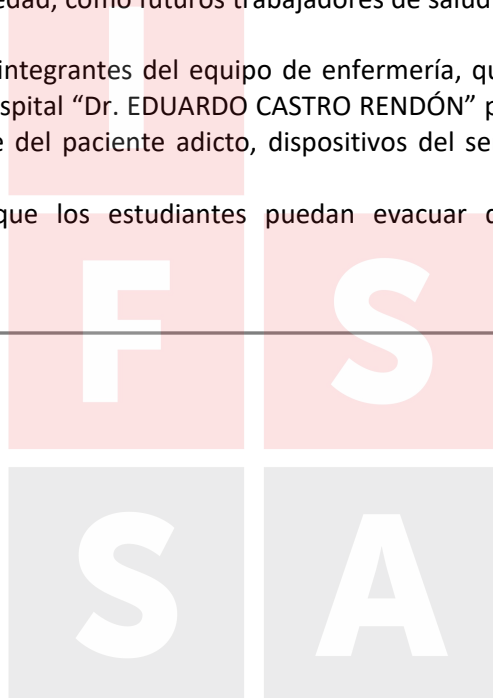 edad, como futuros trabajadores de salud
integrantes del equipo de enfermería, qu
spital “Dr. EDUARDO CASTRO RENDÓN” p
e del paciente adicto, dispositivos del se
que los estudiantes puedan evacuar d
I
F S
S A